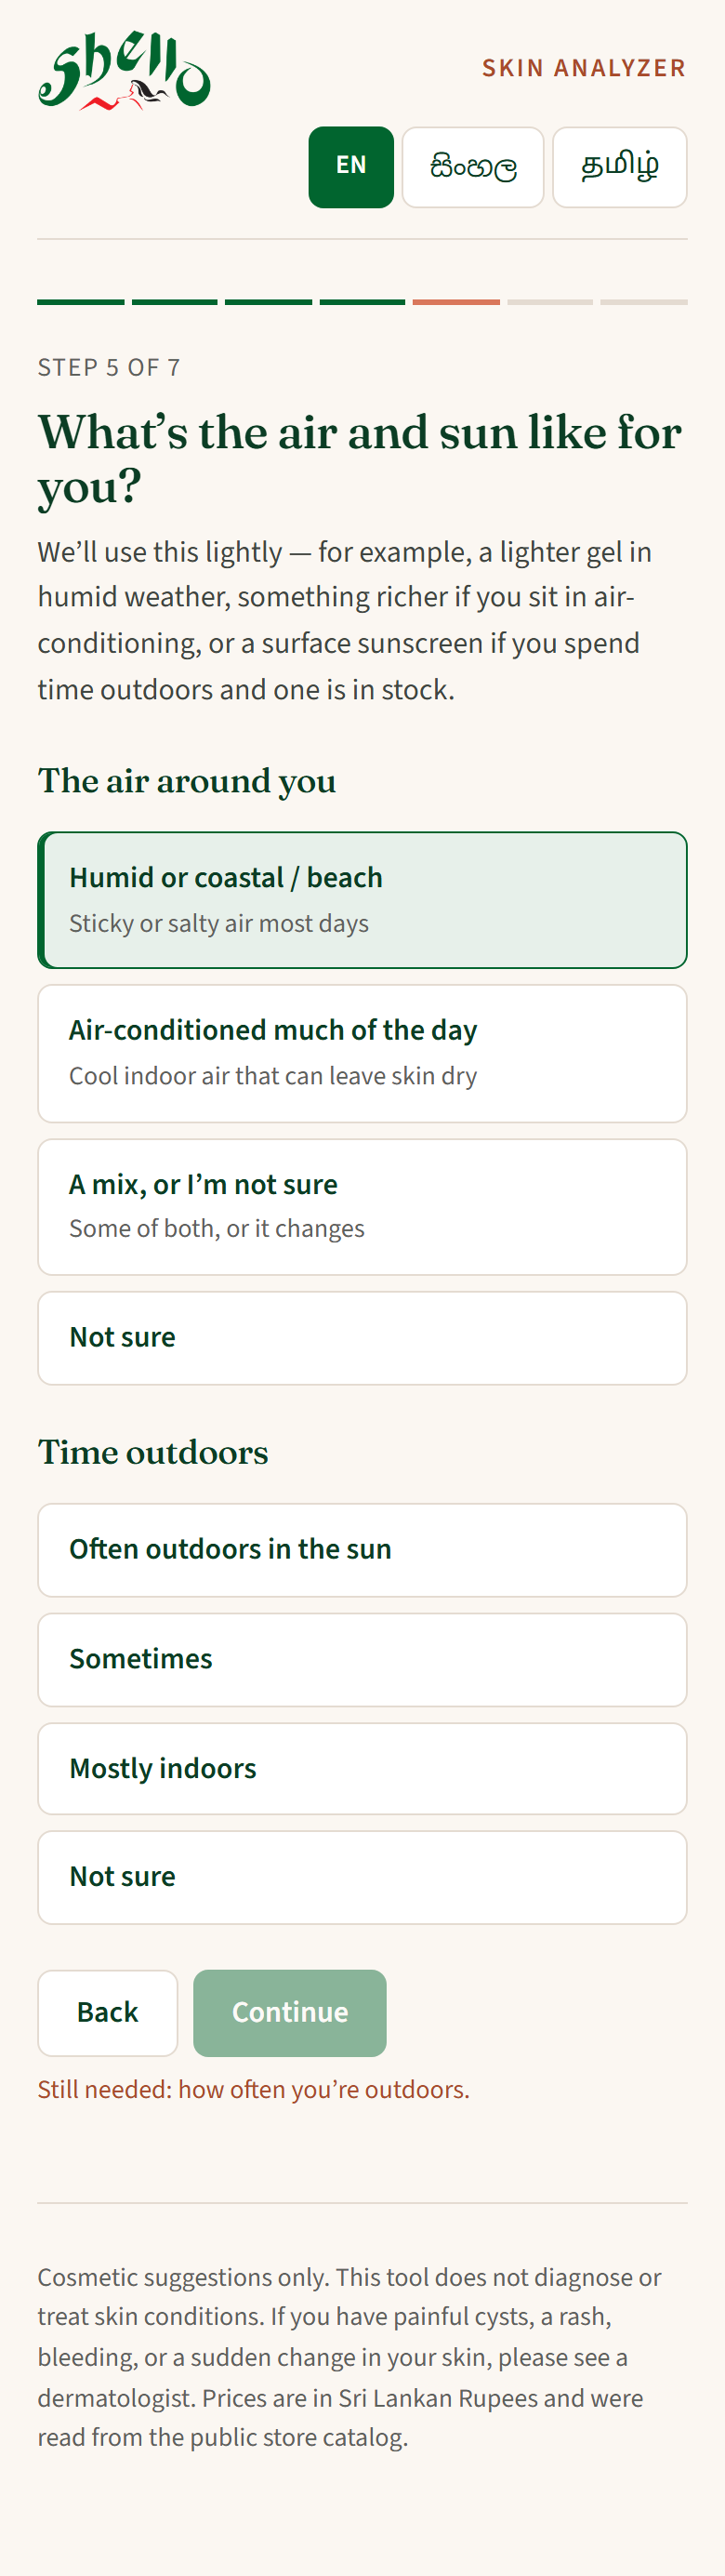 Shell
SKIN ANALYZER
EN
සිංහල
தமிழ்
STEP 5 OF 7
What’s the air and sun like for
you?
We’ll use this lightly — for example, a lighter gel in
humid weather, something richer if you sit in air-
conditioning, or a surface sunscreen if you spend
time outdoors and one is in stock.
The air around you
Humid or coastal / beach
Sticky or salty air most days
Air-conditioned much of the day
Cool indoor air that can leave skin dry
A mix, or I’m not sure
Some of both, or it changes
Not sure
Time outdoors
Often outdoors in the sun
Sometimes
Mostly indoors
Not sure
Back
Continue
Still needed: how often you’re outdoors.
Cosmetic suggestions only. This tool does not diagnose or
treat skin conditions. If you have painful cysts, a rash,
bleeding, or a sudden change in your skin, please see a
dermatologist. Prices are in Sri Lankan Rupees and were
read from the public store catalog.